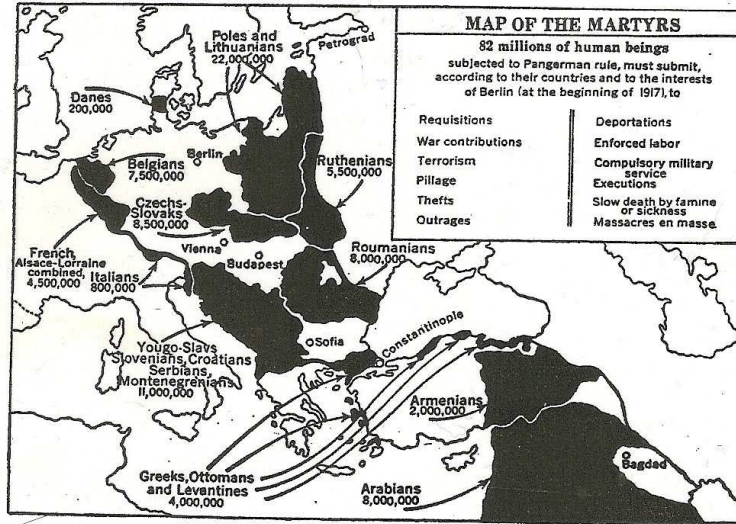 MAP OF THE MARTYRS
82 millions of human beings
subjected to Pangerman rule, must submit,
according to their countries and to the interests
of Berlin (at the beginning of 1917), to
Requisitions
War contributions
Terrorism
Pillage
Thefts
Outrages
Deportations
Enforced labor
Compulsory military
service
Executions
Slow death by famine
or sickness
Massacres en masse
Poles and
Lithuanians
22,000,000
Petrograd
Danes
200,000
Berlin
Belgians
7,500,000
Ruthenians
5,500,000
Czechs-
Slovaks
8,500,000
Vienna
Budapest
French,
Alsace-Lorraine
combined,
4,500,000
Italians
800,000
Roumanians
8,000,000
Yougo-Slavs
Slovenians, Croatians
Serbians,
Montenegrenians
11,000,000
Sofia
Constantinople
Armenians
2,000,000
Greeks, Ottomans
and Levantines
4,000,000
Arabians
8,000,000
Bagdad